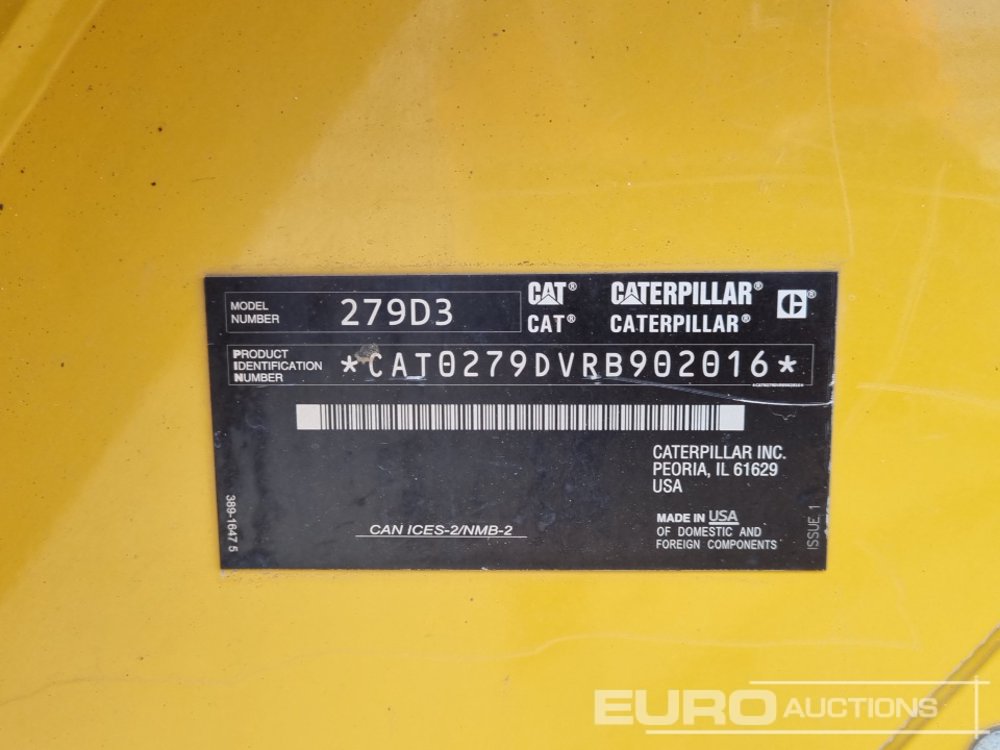 MODEL
NUMBER
279D3
CAT® CATERPILLAR®
CAT® CATERPILLAR®
PRODUCT
IDENTIFICATION
NUMBER
*CAT0279DVRB902016*
CATERPILLAR INC.
PEORIA, IL 61629
USA
MADE IN USA
OF DOMESTIC AND
FOREIGN COMPONENTS
CAN ICES-2/NMB-2
389-1647 5
ISSUE 1
EURO AUCTIONS